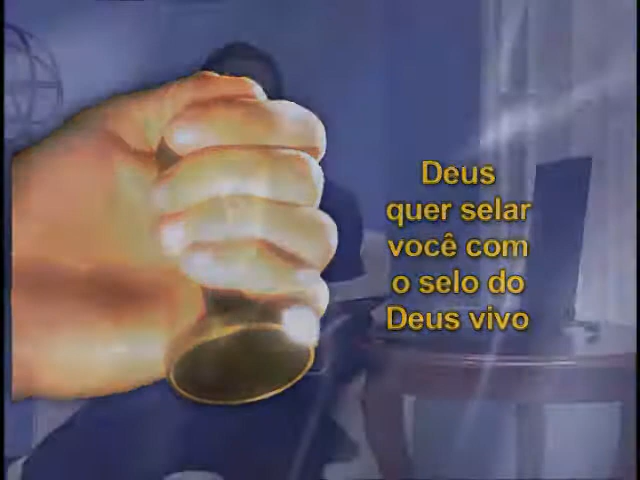 Deus
quer selar
você com
o selo do
Deus vivo